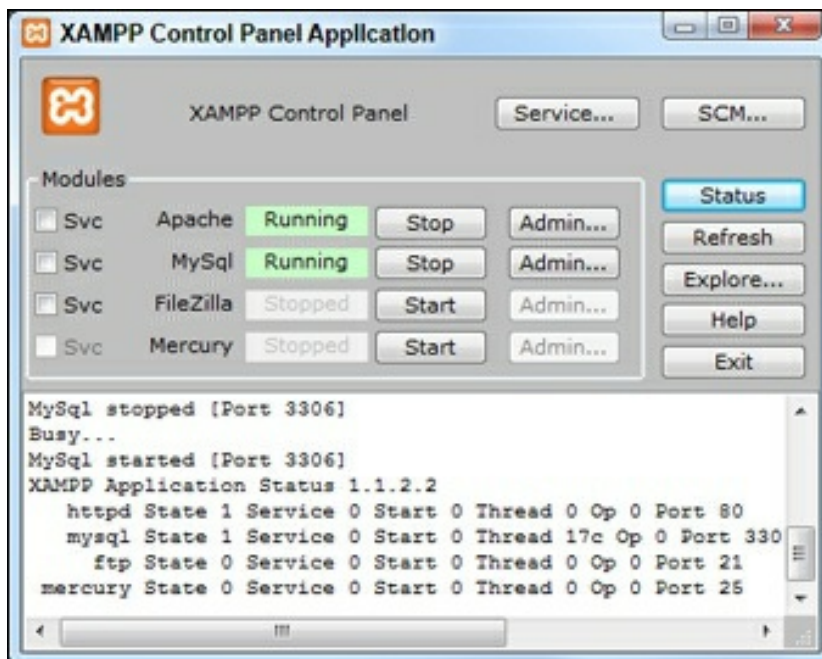 XAMPP Control Panel Application
XAMPP Control Panel Service... SCM...
Modules
Status
Svc Apache Running Stop Admin...
Refresh
Svc MySql Running Stop Admin...
Explore...
Svc FileZilla Stopped Start Admin...
Help
Svc Mercury Stopped Start Admin...
Exit
MySql stopped [Port 3306]
Busy...
MySql started [Port 3306]
XAMPP Application Status 1.1.2.2
httpd State 1 Service 0 Start 0 Thread 0 Op 0 Port 80
mysql State 1 Service 0 Start 0 Thread 17c Op 0 Port 330
ftp State 0 Service 0 Start 0 Thread 0 Op 0 Port 21
mercury State 0 Service 0 Start 0 Thread 0 Op 0 Port 25